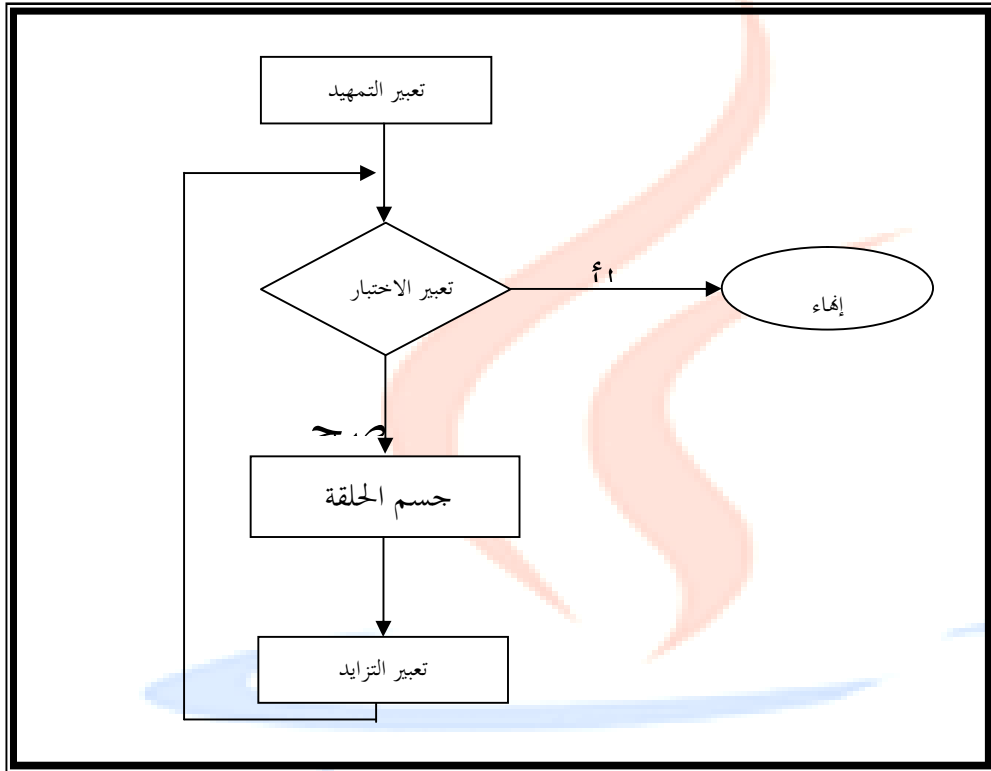 تعبير التمهيد
تعبير الاختبار
إنهاء
جسم الحلقة
تعبير التزايد